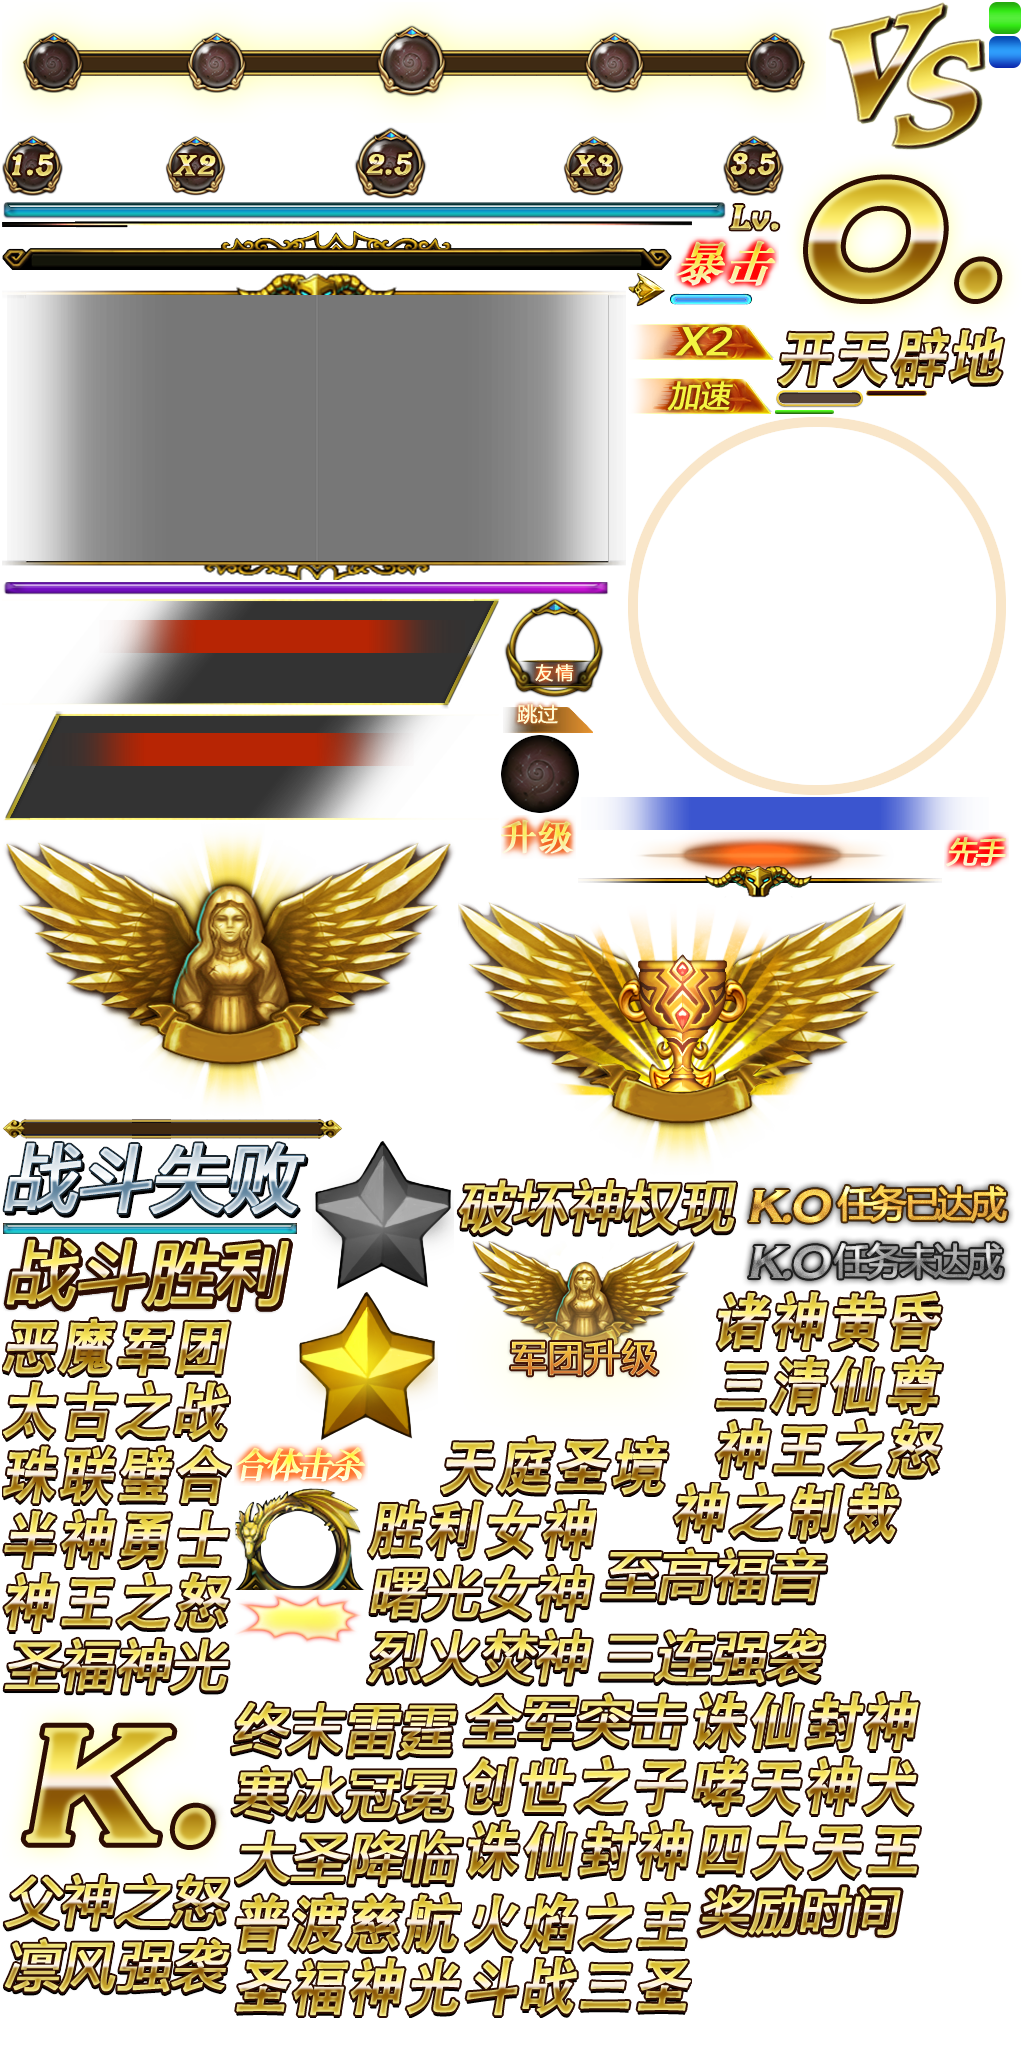 VS
1.5 X2 2.5 X3 3.5
Lv.
暴击
O.
X2
开天辟地
加速
友情
跳过
升级
先手
战斗失败
破坏神权现
K.O任务已达成
战斗胜利
K.O任务未达成
诸神黄昏
恶魔军团
军团升级
三清仙尊
太古之战
神王之怒
合体击杀
天庭圣境
珠联璧合
神之制裁
胜利女神
半神勇士
至高福音
曙光女神
神王之怒
三连强袭
烈火焚神
圣福神光
K.
终末雷霆
全军突击
诛仙封神
寒冰冠冕
创世之子
哮天神犬
大圣降临
诛仙封神
四大天王
父神之怒
普渡慈航
火焰之主
奖励时间
凛风强袭
圣福神光
斗战三圣